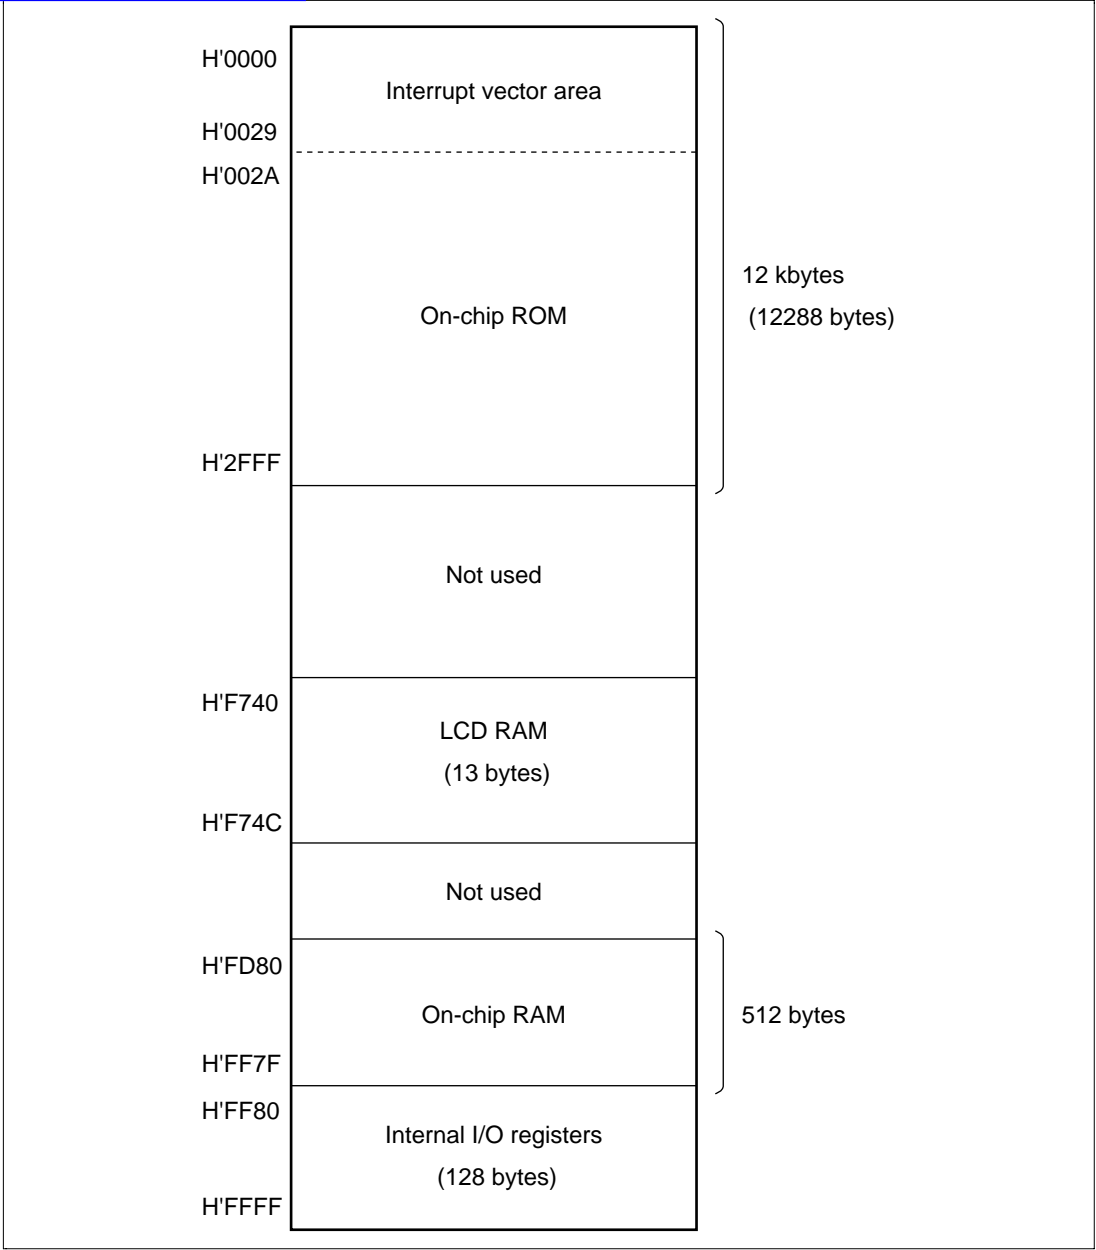 H'0000
Interrupt vector area
H'0029
H'002A
12 kbytes
(12288 bytes)
On-chip ROM
H'2FFF
Not used
H'F740
LCD RAM
(13 bytes)
H'F74C
Not used
H'FD80
On-chip RAM
512 bytes
H'FF7F
H'FF80
Internal I/O registers
(128 bytes)
H'FFFF